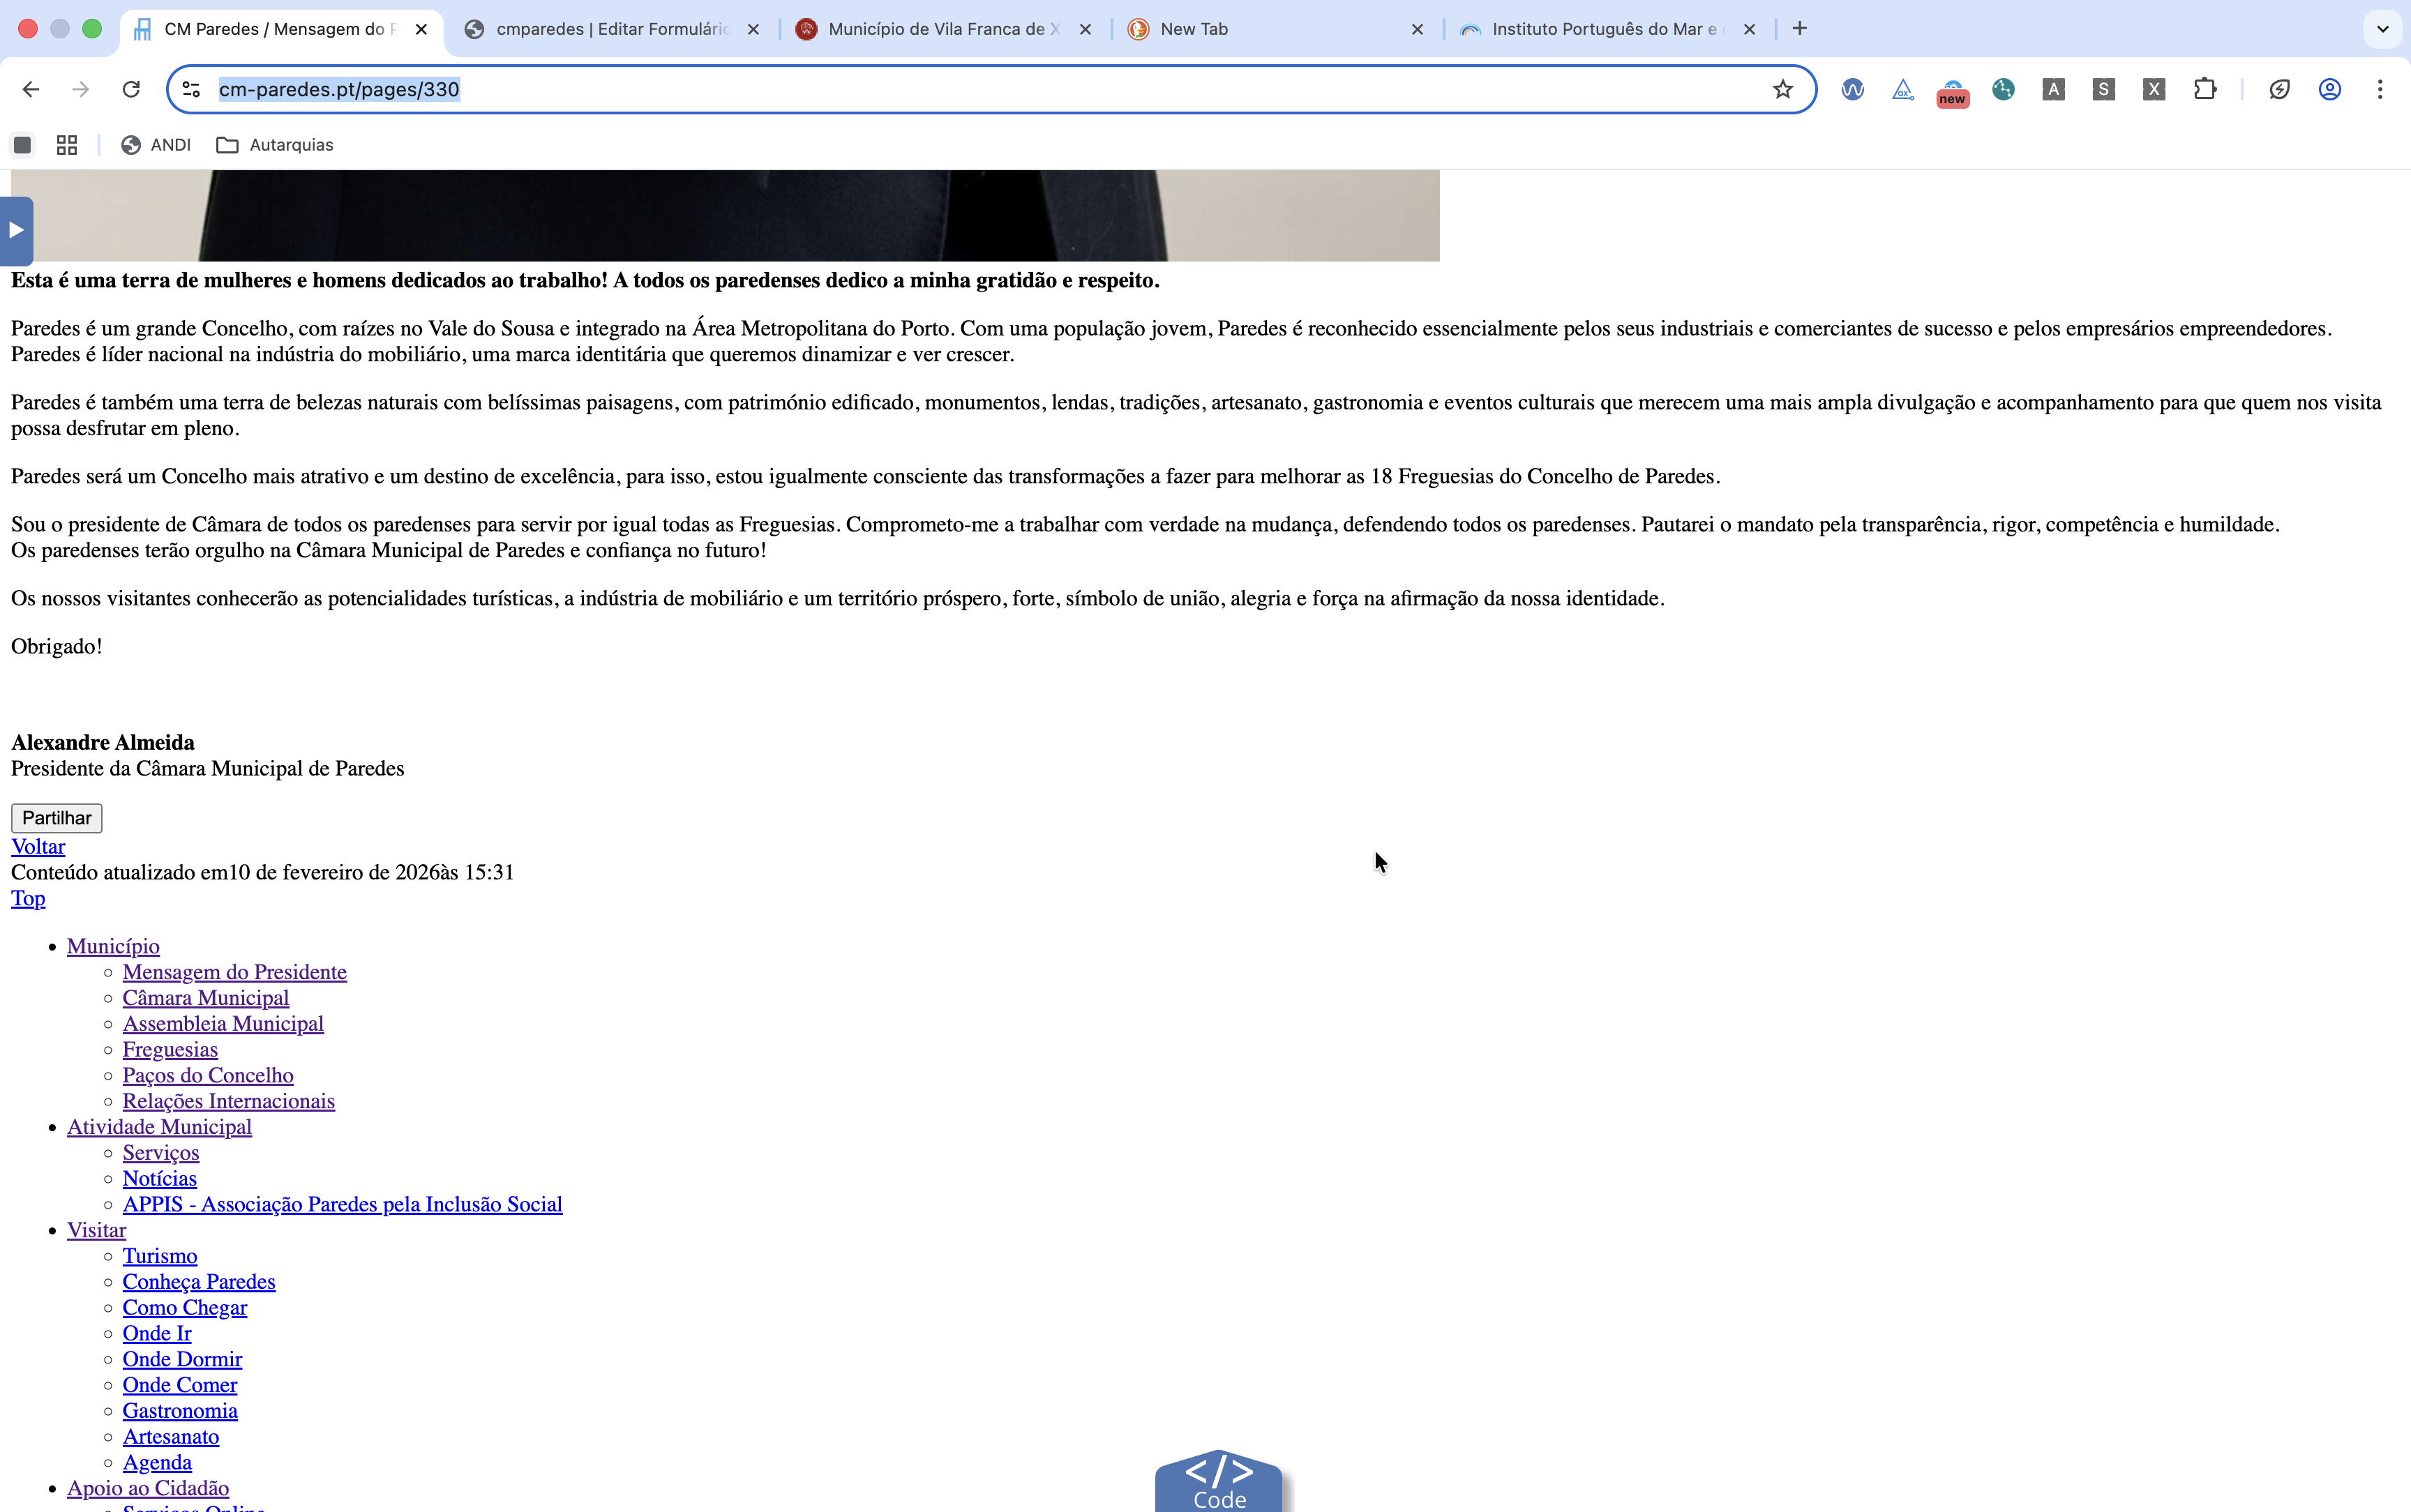 CM Paredes / Mensagem do P
cmparedes | Editar Formulário
Município de Vila Franca de X
New Tab
Instituto Português do Mar e
cm-paredes.pt/pages/330
new
A
S
X
ANDI
Autarquias
Esta é uma terra de mulheres e homens dedicados ao trabalho! A todos os paredenses dedico a minha gratidão e respeito.
Paredes é um grande Concelho, com raízes no Vale do Sousa e integrado na Área Metropolitana do Porto. Com uma população jovem, Paredes é reconhecido essencialmente pelos seus industriais e comerciantes de sucesso e pelos empresários empreendedores.
Paredes é líder nacional na indústria do mobiliário, uma marca identitária que queremos dinamizar e ver crescer.
Paredes é também uma terra de belezas naturais com belíssimas paisagens, com património edificado, monumentos, lendas, tradições, artesanato, gastronomia e eventos culturais que merecem uma mais ampla divulgação e acompanhamento para que quem nos visita
possa desfrutar em pleno.
Paredes será um Concelho mais atrativo e um destino de excelência, para isso, estou igualmente consciente das transformações a fazer para melhorar as 18 Freguesias do Concelho de Paredes.
Sou o presidente de Câmara de todos os paredenses para servir por igual todas as Freguesias. Comprometo-me a trabalhar com verdade na mudança, defendendo todos os paredenses. Pautarei o mandato pela transparência, rigor, competência e humildade.
Os paredenses terão orgulho na Câmara Municipal de Paredes e confiança no futuro!
Os nossos visitantes conhecerão as potencialidades turísticas, a indústria de mobiliário e um território próspero, forte, símbolo de união, alegria e força na afirmação da nossa identidade.
Obrigado!
Alexandre Almeida
Presidente da Câmara Municipal de Paredes
Partilhar
Voltar
Conteúdo atualizado em10 de fevereiro de 2026às 15:31
Top
Município
Mensagem do Presidente
Câmara Municipal
Assembleia Municipal
Freguesias
Paços do Concelho
Relações Internacionais
Atividade Municipal
Serviços
Notícias
APPIS - Associação Paredes pela Inclusão Social
Visitar
Turismo
Conheça Paredes
Como Chegar
Onde Ir
Onde Dormir
Onde Comer
Gastronomia
Artesanato
Agenda
Apoio ao Cidadão
Serviços Online
</>
Code